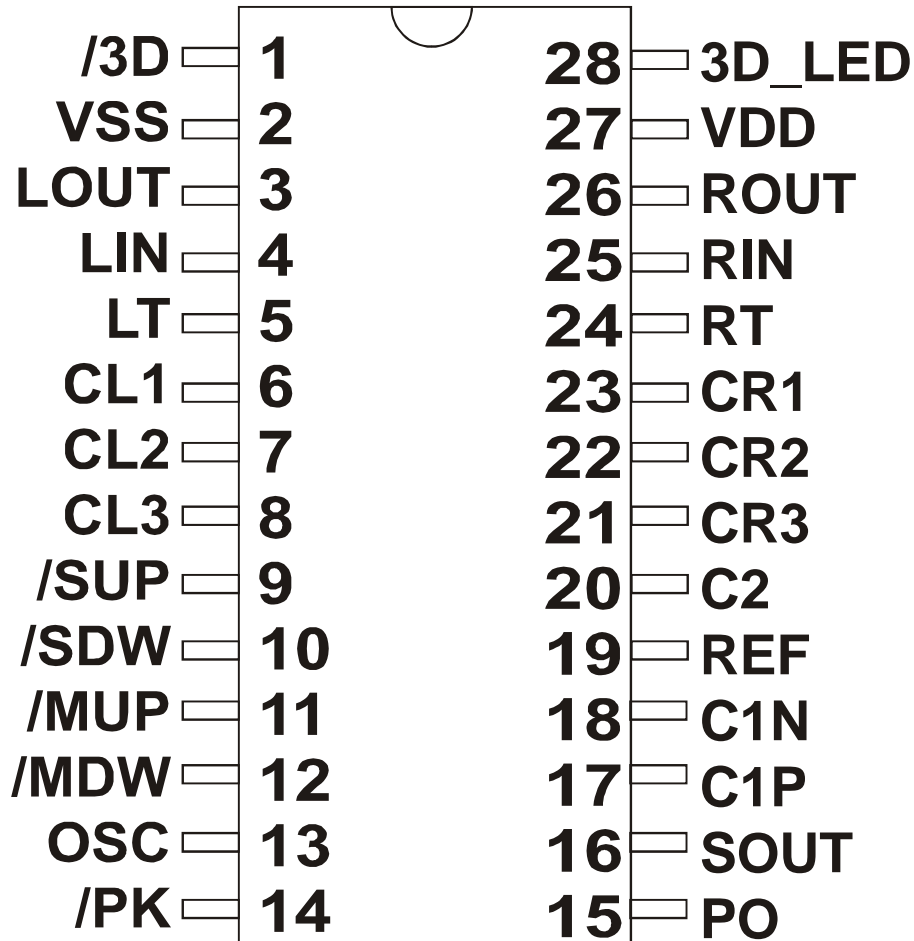 /3D 1 28 3D_LED
VSS 2 27 VDD
LOUT 3 26 ROUT
LIN 4 25 RIN
LT 5 24 RT
CL1 6 23 CR1
CL2 7 22 CR2
CL3 8 21 CR3
/SUP 9 20 C2
/SDW 10 19 REF
/MUP 11 18 C1N
/MDW 12 17 C1P
OSC 13 16 SOUT
/PK 14 15 PO